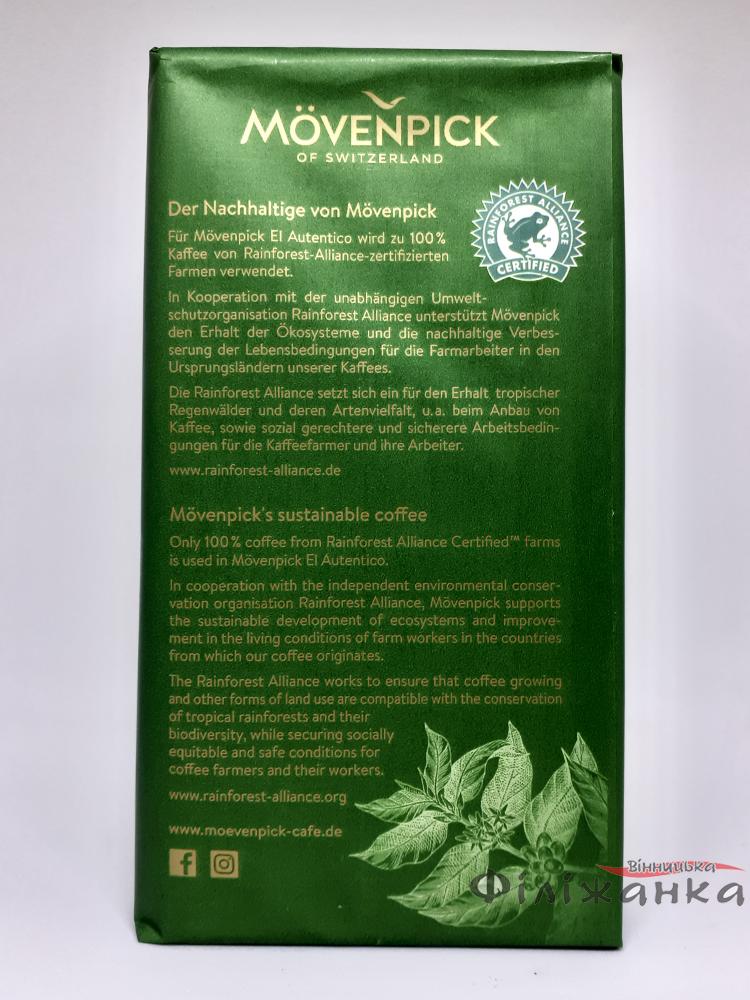 MÖVENPICK
OF SWITZERLAND
Der Nachhaltige von Mövenpick
Für Mövenpick El Autentico wird zu 100%
Kaffee von Rainforest-Alliance-zertifizierten
Farmen verwendet.
RAINFOREST ALLIANCE
CERTIFIED
In Kooperation mit der unabhängigen Umwelt-
schutzorganisation Rainforest Alliance unterstützt Mövenpick
den Erhalt der Ökosysteme und die nachhaltige Verbes-
serung der Lebensbedingungen für die Farmarbeiter in den
Ursprungsländern unserer Kaffees.
Die Rainforest Alliance setzt sich ein für den Erhalt tropischer
Regenwälder und deren Artenvielfalt, u.a. beim Anbau von
Kaffee, sowie sozial gerechtere und sicherere Arbeitsbedin-
gungen für die Kaffeefarmer und ihre Arbeiter.
www.rainforest-alliance.de
Mövenpick's sustainable coffee
Only 100% coffee from Rainforest Alliance Certified™ farms
is used in Mövenpick El Autentico.
In cooperation with the independent environmental conser-
vation organisation Rainforest Alliance, Mövenpick supports
the sustainable development of ecosystems and improve-
ment in the living conditions of farm workers in the countries
from which our coffee originates.
The Rainforest Alliance works to ensure that coffee growing
and other forms of land use are compatible with the conservation
of tropical rainforests and their
biodiversity, while securing socially
equitable and safe conditions for
coffee farmers and their workers.
www.rainforest-alliance.org
www.moevenpick-cafe.de
Вінницька
Філіжанка